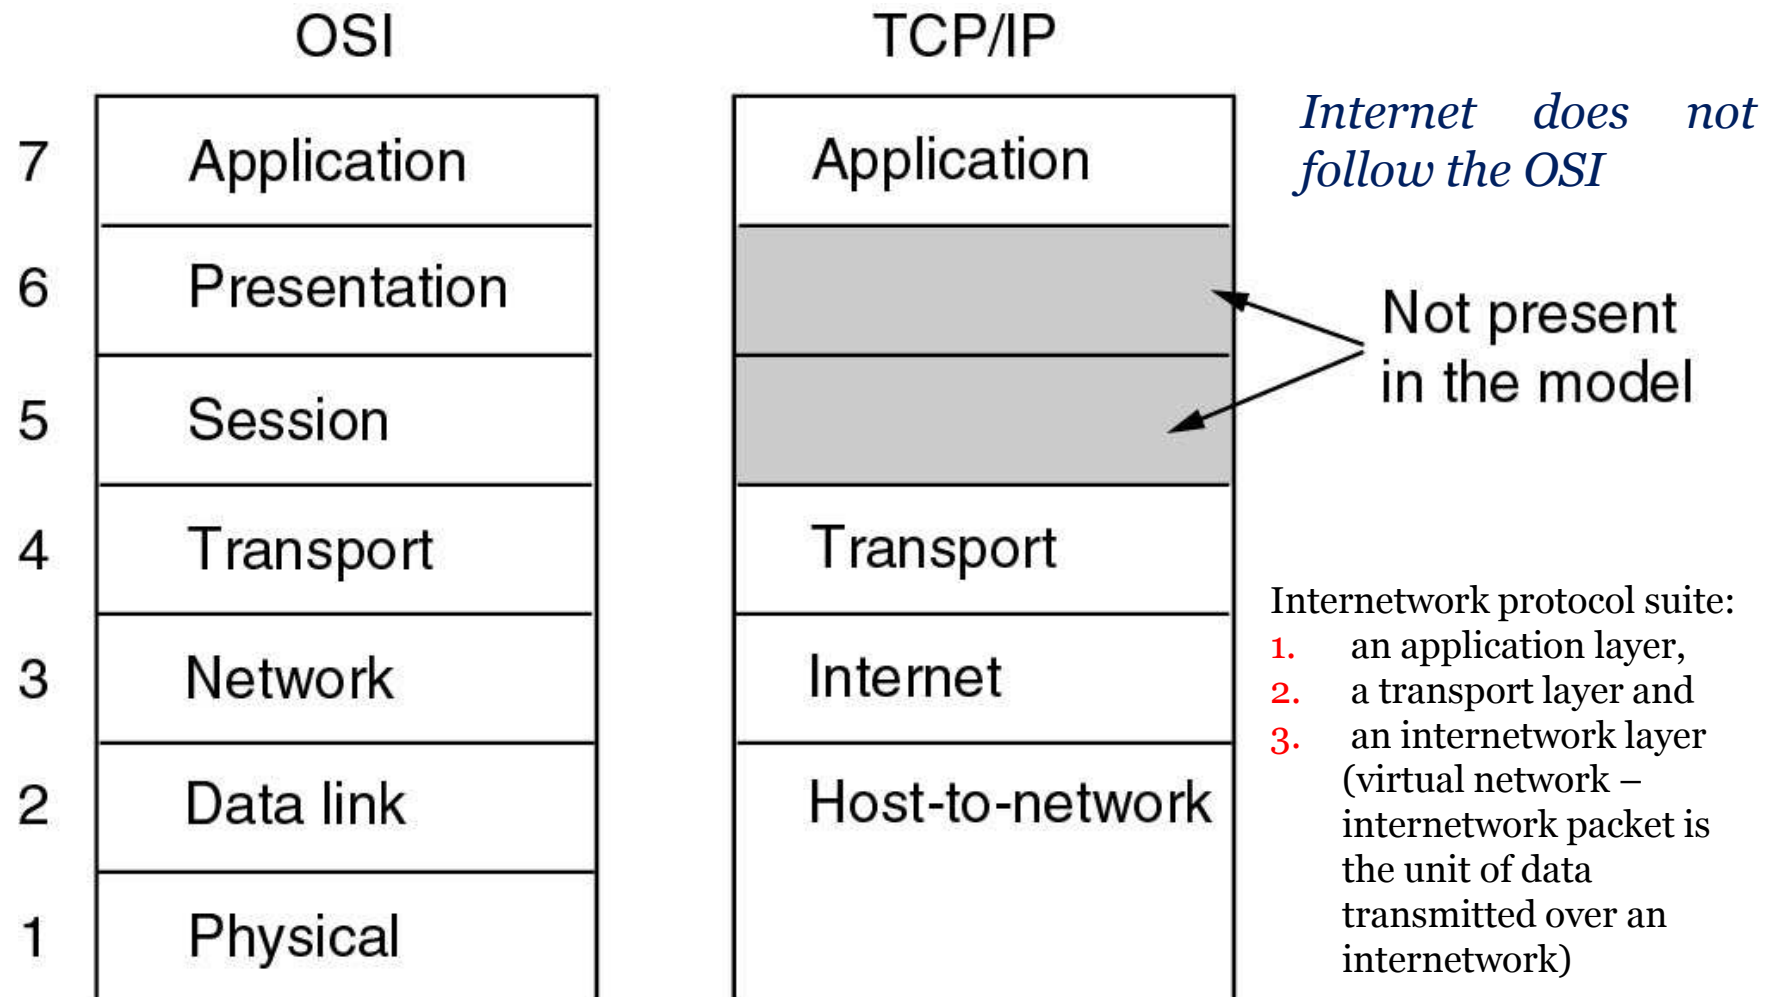 OSI
TCP/IP
7
Application
Application
Internet does not
follow the OSI
6
Presentation
Not present
in the model
5
Session
4
Transport
Transport
Internetwork protocol suite:
1. an application layer,
2. a transport layer and
3. an internetwork layer
(virtual network –
internetwork packet is
the unit of data
transmitted over an
internetwork)
3
Network
Internet
2
Data link
Host-to-network
1
Physical